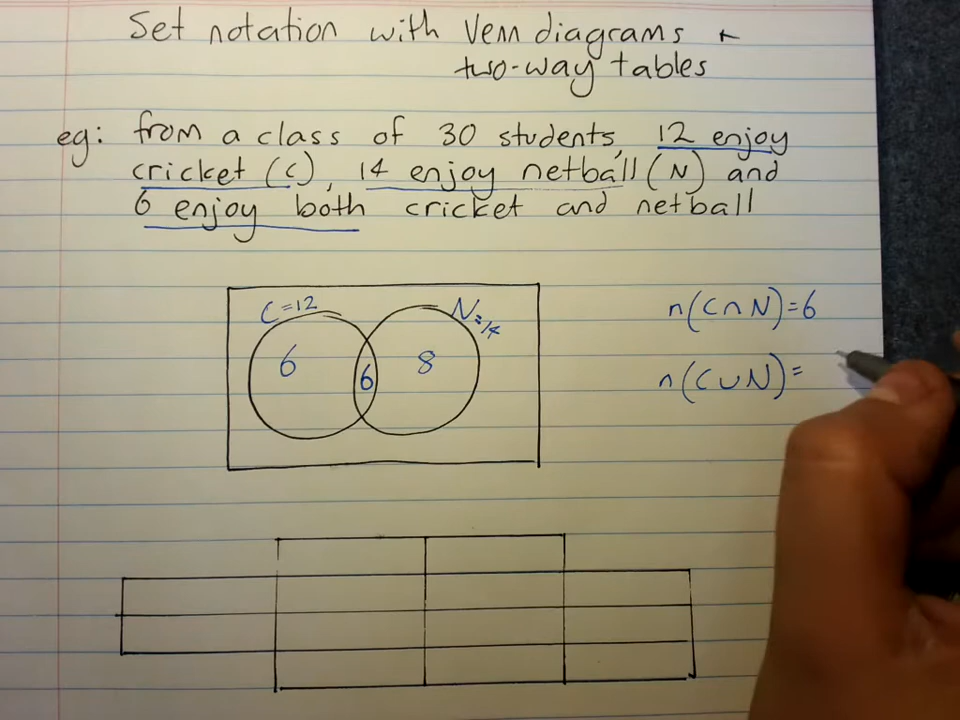 Set notation with Venn diagrams +
two-way tables
eg: from a class of 30 students, 12 enjoy
cricket (C), 14 enjoy netball (N) and
6 enjoy both cricket and netball
C=12
N=14
6
6
8
n(C∩N)=6
n(C∪N)=